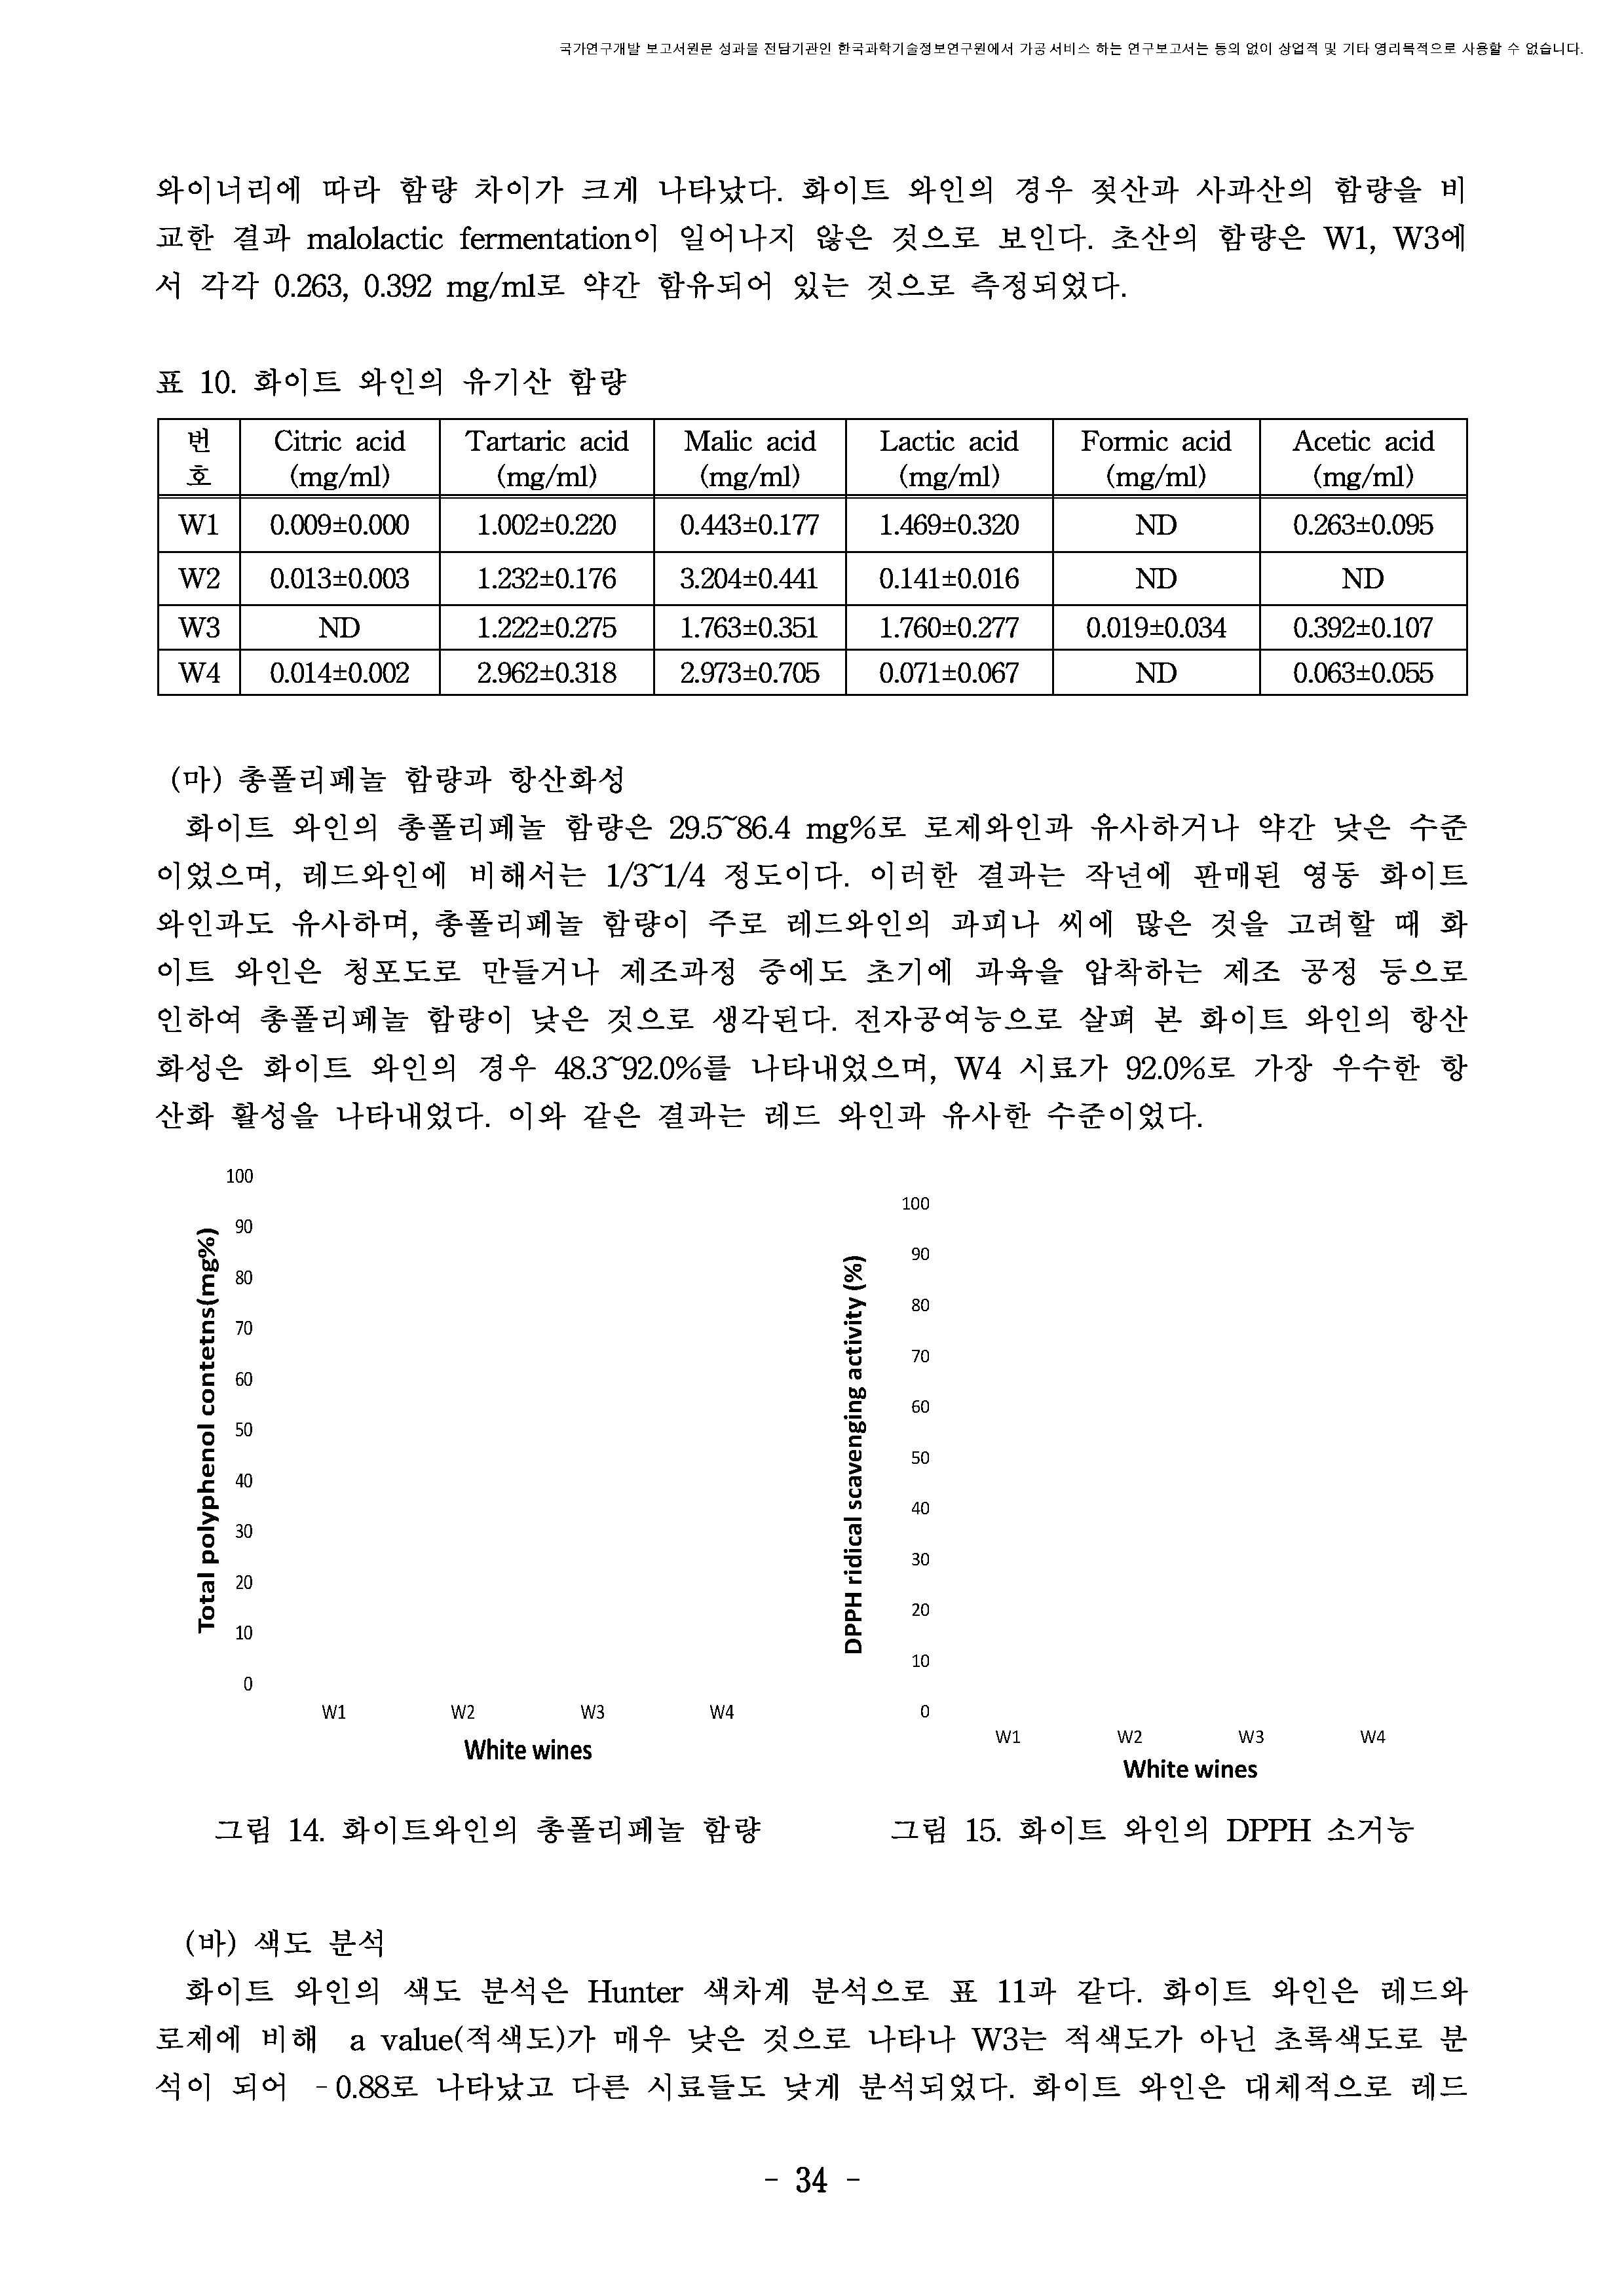 국가연구개발 보고서원문 성과물 전담기관인 한국과학기술정보연구원에서 가공·서비스 하는 연구보고서는 동의 없이 상업적 및 기타 영리목적으로 사용할 수 없습니다.
와이너리에 따라 함량 차이가 크게 나타났다. 화이트 와인의 경우 젖산과 사과산의 함량을 비
교한 결과 malolactic fermentation이 일어나지 않은 것으로 보인다. 초산의 함량은 W1, W3에
서 각각 0.263, 0.392 mg/ml로 약간 함유되어 있는 것으로 측정되었다.
표 10. 화이트 와인의 유기산 함량
번호 Citric acid (mg/ml) Tartaric acid (mg/ml) Malic acid (mg/ml) Lactic acid (mg/ml) Formic acid (mg/ml) Acetic acid (mg/ml)
W1 0.009±0.000 1.002±0.220 0.443±0.177 1.469±0.320 ND 0.263±0.095
W2 0.013±0.003 1.232±0.176 3.204±0.441 0.141±0.016 ND ND
W3 ND 1.222±0.275 1.763±0.351 1.760±0.277 0.019±0.034 0.392±0.107
W4 0.014±0.002 2.962±0.318 2.973±0.705 0.071±0.067 ND 0.063±0.055
(마) 총폴리페놀 함량과 항산화성
화이트 와인의 총폴리페놀 함량은 29.5~86.4 mg%로 로제와인과 유사하거나 약간 낮은 수준
이었으며, 레드와인에 비해서는 1/3~1/4 정도이다. 이러한 결과는 작년에 판매된 영동 화이트
와인과도 유사하며, 총폴리페놀 함량이 주로 레드와인의 과피나 씨에 많은 것을 고려할 때 화
이트 와인은 청포도로 만들거나 제조과정 중에도 초기에 과육을 압착하는 제조 공정 등으로
인하여 총폴리페놀 함량이 낮은 것으로 생각된다. 전자공여능으로 살펴 본 화이트 와인의 항산
화성은 화이트 와인의 경우 48.3~92.0%를 나타내었으며, W4 시료가 92.0%로 가장 우수한 항
산화 활성을 나타내었다. 이와 같은 결과는 레드 와인과 유사한 수준이었다.
Total polyphenol contetns(mg%)
100
90
80
70
60
50
40
30
20
10
0
W1 W2 W3 W4
White wines
DPPH ridical scavenging activity (%)
100
90
80
70
60
50
40
30
20
10
0
W1 W2 W3 W4
White wines
그림 14. 화이트와인의 총폴리페놀 함량
그림 15. 화이트 와인의 DPPH 소거능
(바) 색도 분석
화이트 와인의 색도 분석은 Hunter 색차계 분석으로 표 11과 같다. 화이트 와인은 레드와
로제에 비해 a value(적색도)가 매우 낮은 것으로 나타나 W3는 적색도가 아닌 초록색도로 분
석이 되어 -0.88로 나타났고 다른 시료들도 낮게 분석되었다. 화이트 와인은 대체적으로 레드
- 34 -